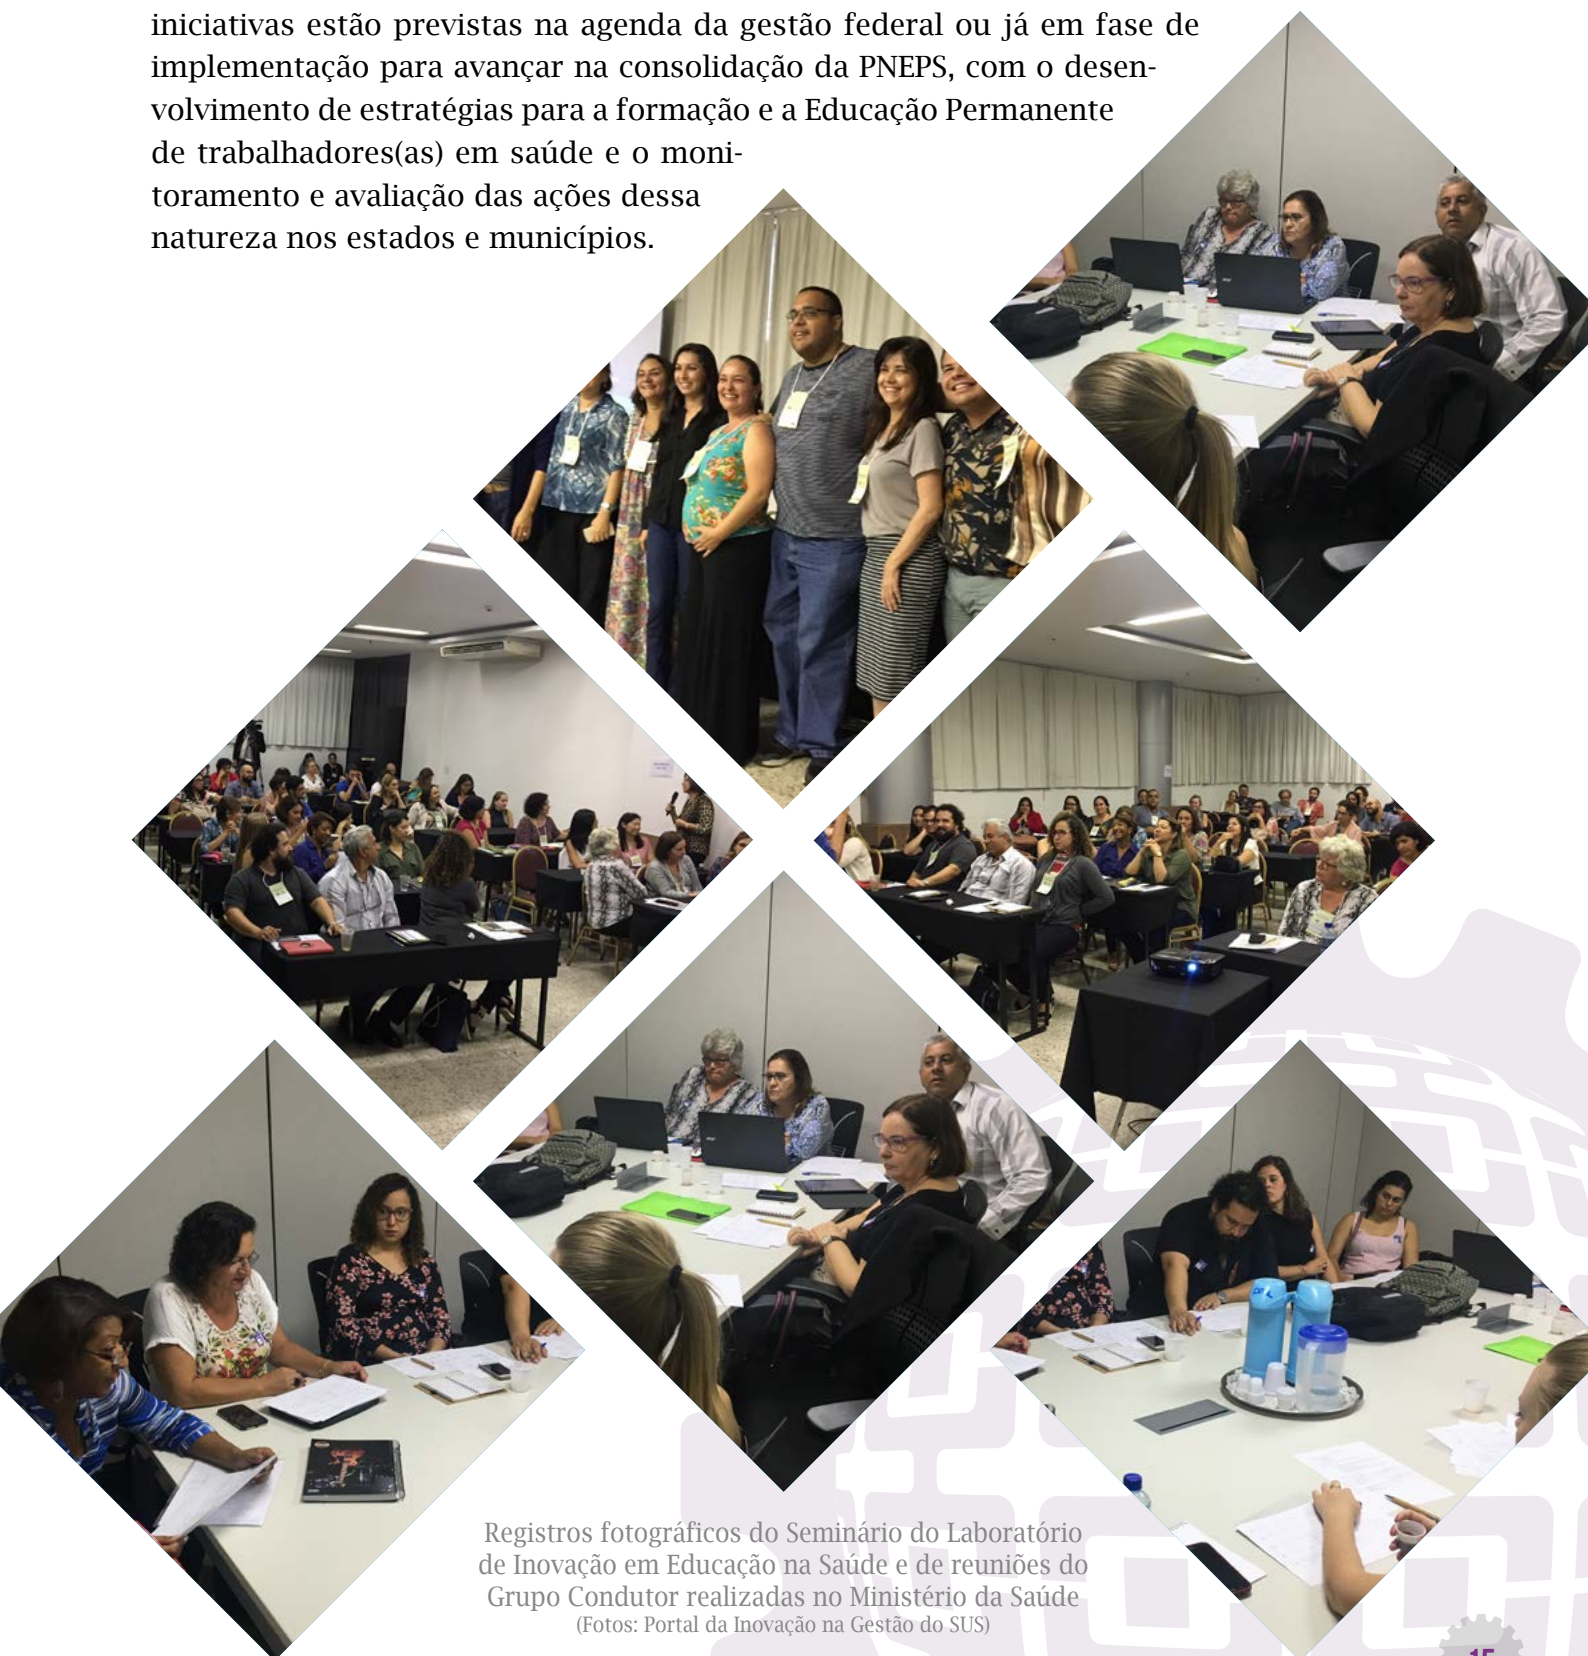 iniciativas estão previstas na agenda da gestão federal ou já em fase de
implementação para avançar na consolidação da PNEPS, com o desen-
volvimento de estratégias para a formação e a Educação Permanente
de trabalhadores(as) em saúde e o moni-
toramento e avaliação das ações dessa
natureza nos estados e municípios.
Registros fotográficos do Seminário do Laboratório
de Inovação em Educação na Saúde e de reuniões do
Grupo Condutor realizadas no Ministério da Saúde
(Fotos: Portal da Inovação na Gestão do SUS)
15